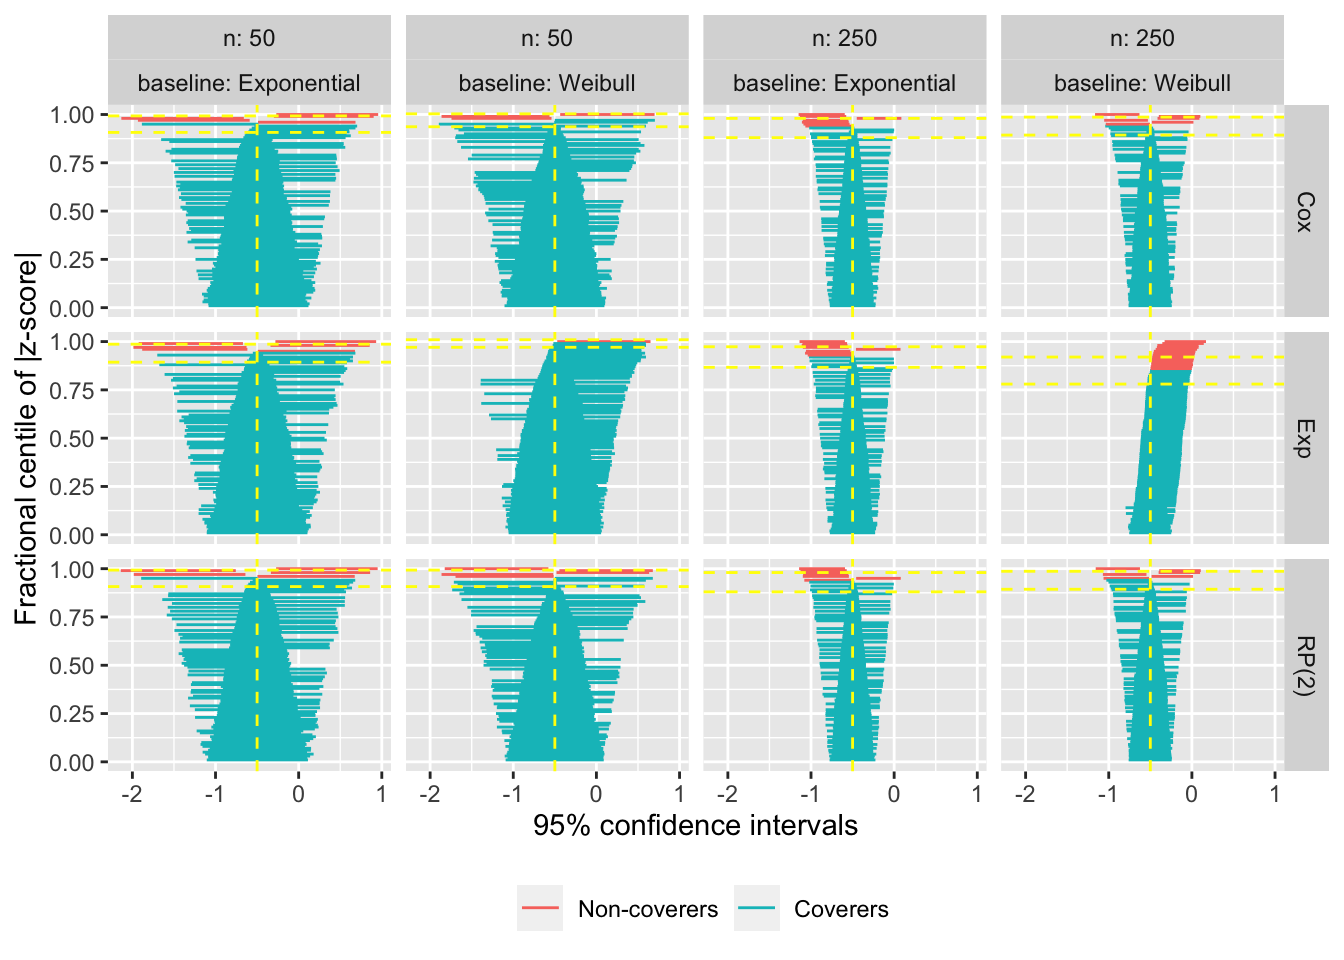 n: 50
n: 50
n: 250
n: 250
baseline: Exponential
baseline: Weibull
baseline: Exponential
baseline: Weibull
Fractional centile of |z-score|
1.00
0.75
0.50
0.25
0.00
Cox
1.00
0.75
0.50
0.25
0.00
Exp
1.00
0.75
0.50
0.25
0.00
RP(2)
-2 -1 0 1
-2 -1 0 1
-2 -1 0 1
-2 -1 0 1
95% confidence intervals
Non-coverers
Coverers